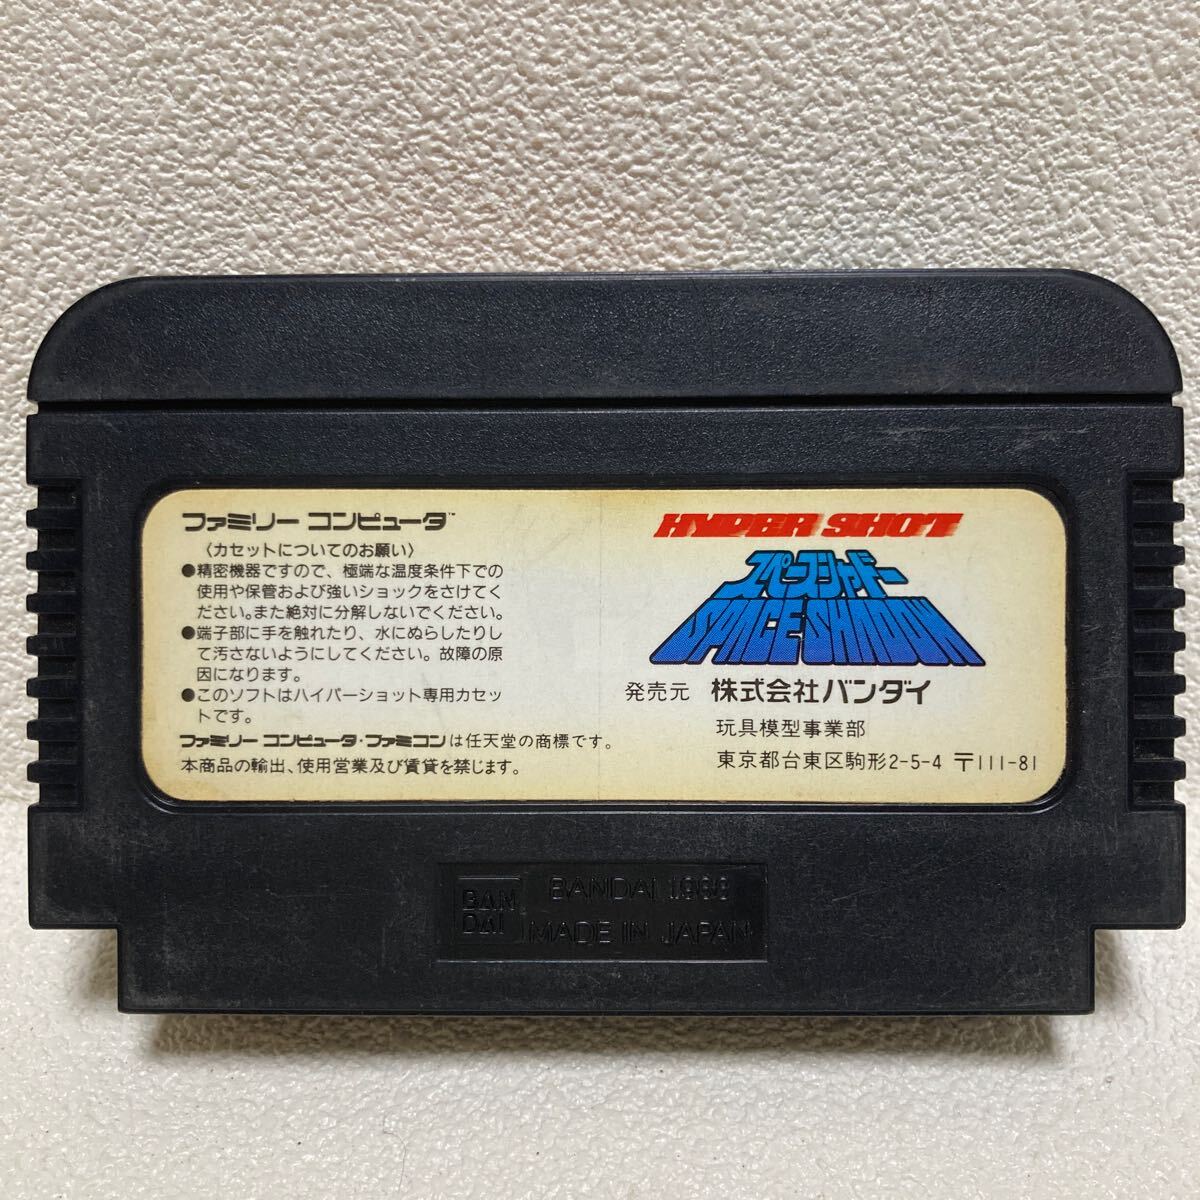 ファミリー コンピュータ™
〈カセットについてのお願い〉
●精密機器ですので、極端な温度条件下での
使用や保管および強いショックをさけてく
ださい。また絶対に分解しないでください。
●端子部に手を触れたり、水にぬらしたりし
て汚さないようにしてください。故障の原
因になります。
●このソフトはハイパーショット専用カセッ
トです。
ファミリー コンピュータ・ファミコンは任天堂の商標です。
本商品の輸出、使用営業及び賃貸を禁じます。
HYPER SHOT
スペースシャドー
SPACE SHADOW
発売元 株式会社バンダイ
玩具模型事業部
東京都台東区駒形2-5-4 〒111-81
BAN
DAI
BANDAI 1983
MADE IN JAPAN